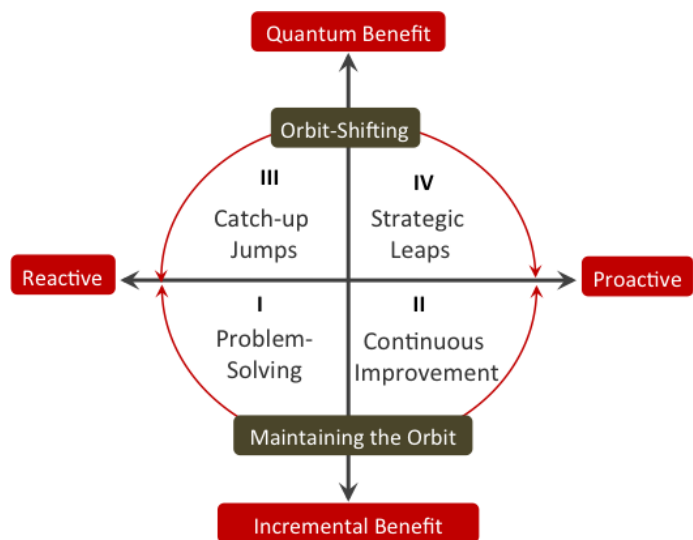 Quantum Benefit
Orbit-Shifting
III
IV
Catch-up
Jumps
Strategic
Leaps
Reactive
Proactive
I
II
Problem-
Solving
Continuous
Improvement
Maintaining the Orbit
Incremental Benefit